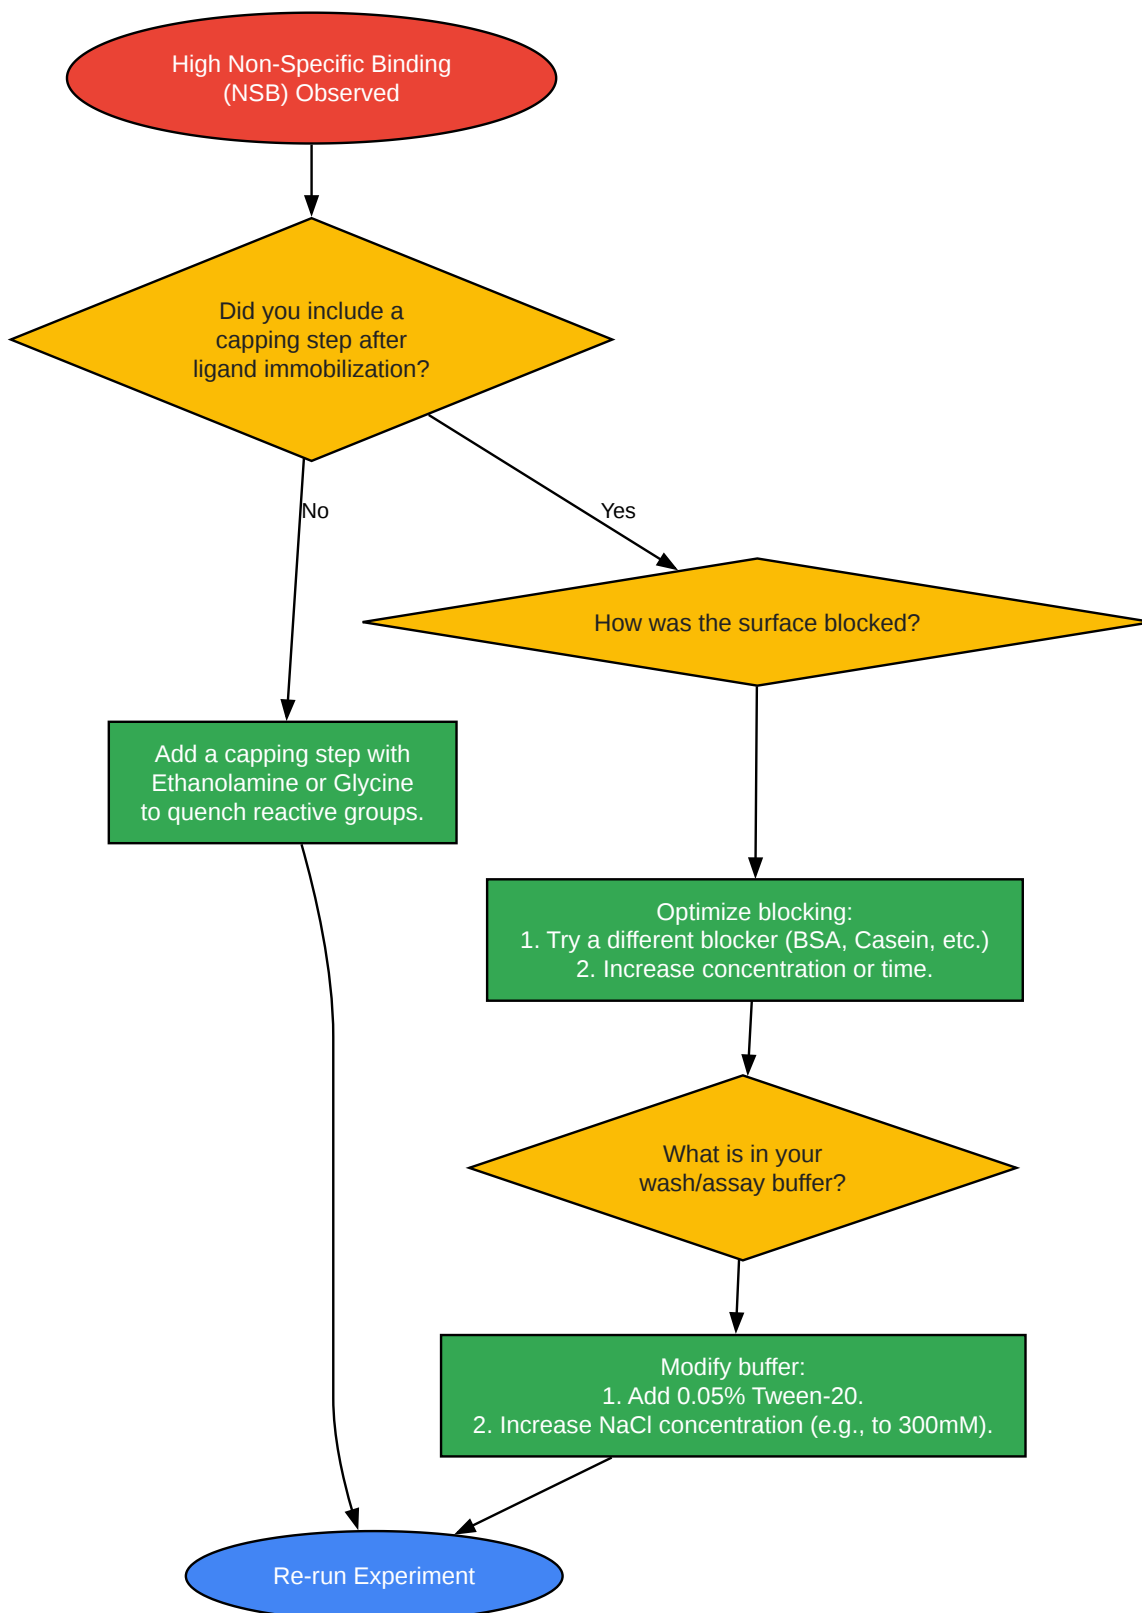 High Non-Specific Binding
(NSB) Observed
Did you include a
capping step after
ligand immobilization?
No
Yes
How was the surface blocked?
Add a capping step with
Ethanolamine or Glycine
to quench reactive groups.
Optimize blocking:
1. Try a different blocker (BSA, Casein, etc.)
2. Increase concentration or time.
What is in your
wash/assay buffer?
Modify buffer:
1. Add 0.05% Tween-20.
2. Increase NaCl concentration (e.g., to 300mM).
Re-run Experiment